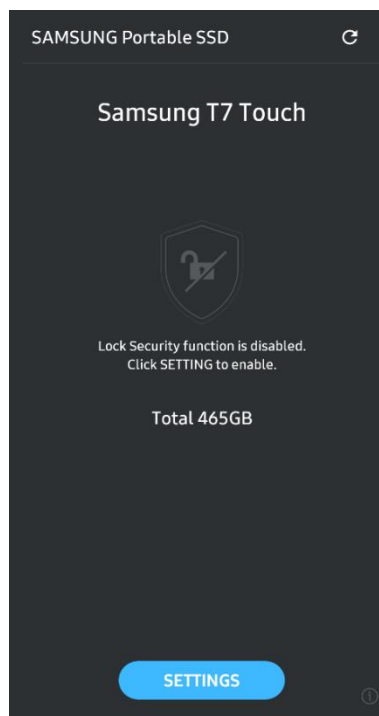 SAMSUNG Portable SSD
Samsung T7 Touch
Lock Security function is disabled.
Click SETTING to enable.
Total 465GB
SETTINGS